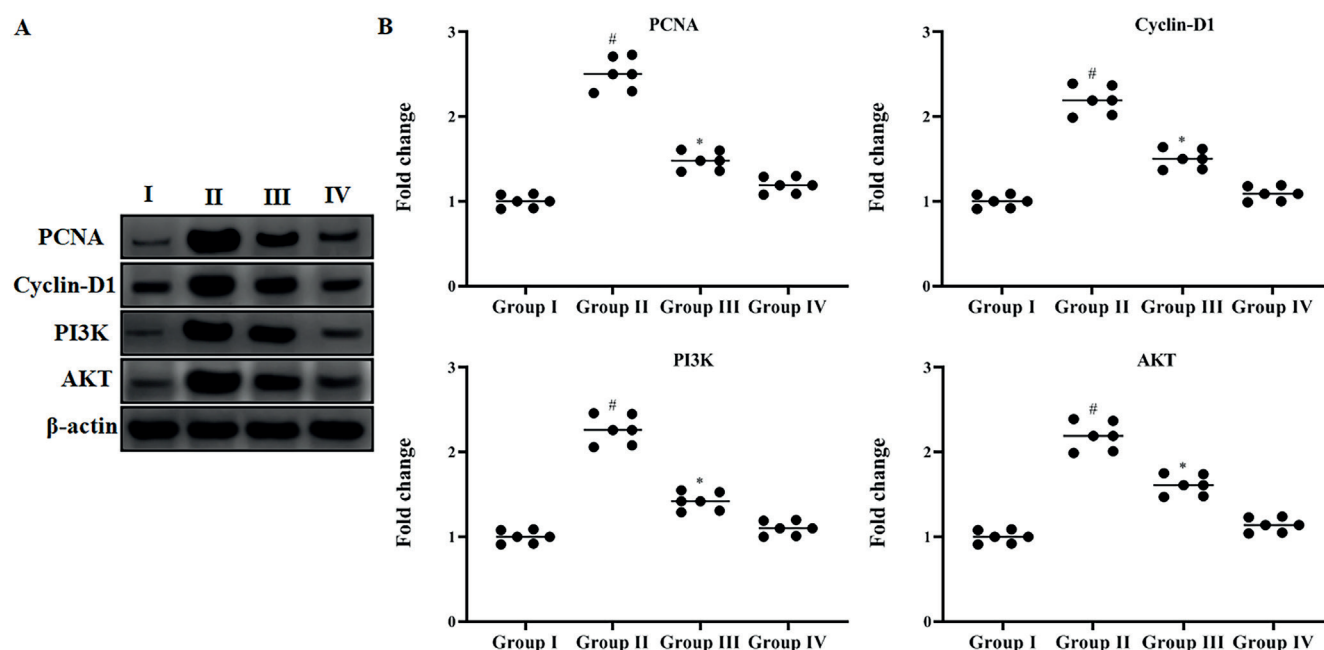 A
I II III IV
PCNA
Cyclin-D1
PI3K
AKT
β-actin
B
PCNA
Fold change
3
2
1
0
#
*
Group I Group II Group III Group IV
Cyclin-D1
Fold change
3
2
1
0
#
*
Group I Group II Group III Group IV
PI3K
Fold change
3
2
1
0
#
*
Group I Group II Group III Group IV
AKT
Fold change
3
2
1
0
#
*
Group I Group II Group III Group IV